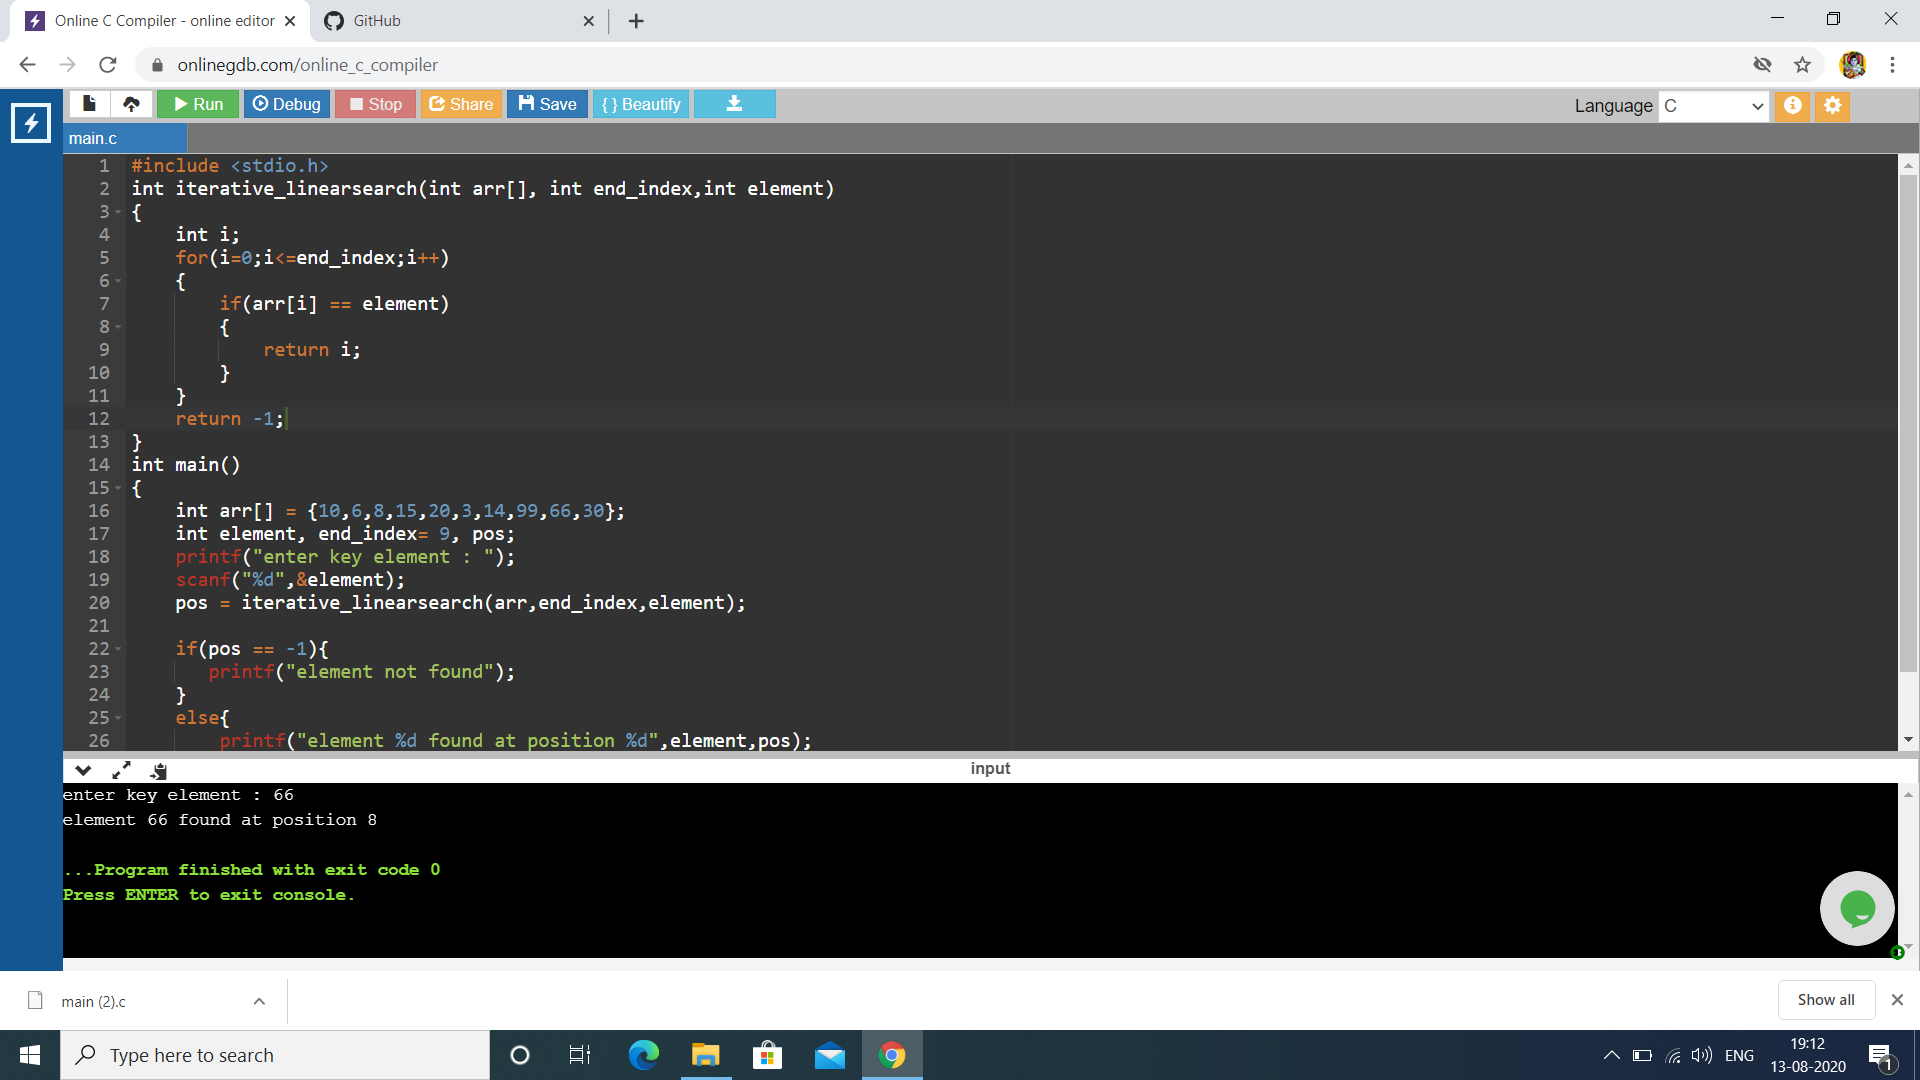 Online C Compiler - online editor
GitHub
onlinegdb.com/online_c_compiler
Run
Debug
Stop
Share
Save
{ } Beautify
Language C
main.c
1 #include <stdio.h>
2 int iterative_linearsearch(int arr[], int end_index,int element)
3 {
4 int i;
5 for(i=0;i<=end_index;i++)
6 {
7 if(arr[i] == element)
8 {
9 return i;
10 }
11 }
12 return -1;
13 }
14 int main()
15 {
16 int arr[] = {10,6,8,15,20,3,14,99,66,30};
17 int element, end_index= 9, pos;
18 printf("enter key element : ");
19 scanf("%d",&element);
20 pos = iterative_linearsearch(arr,end_index,element);
21
22 if(pos == -1){
23 printf("element not found");
24 }
25 else{
26 printf("element %d found at position %d",element,pos);
input
enter key element : 66
element 66 found at position 8
...Program finished with exit code 0
Press ENTER to exit console.
main (2).c
Show all
Type here to search
ENG
19:12
13-08-2020
1